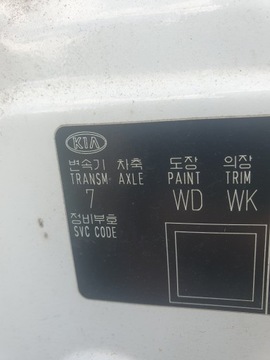 KIA
변속기 차축 도장 의장
TRANSM AXLE PAINT TRIM
7 WD WK
정비부호
SVC CODE